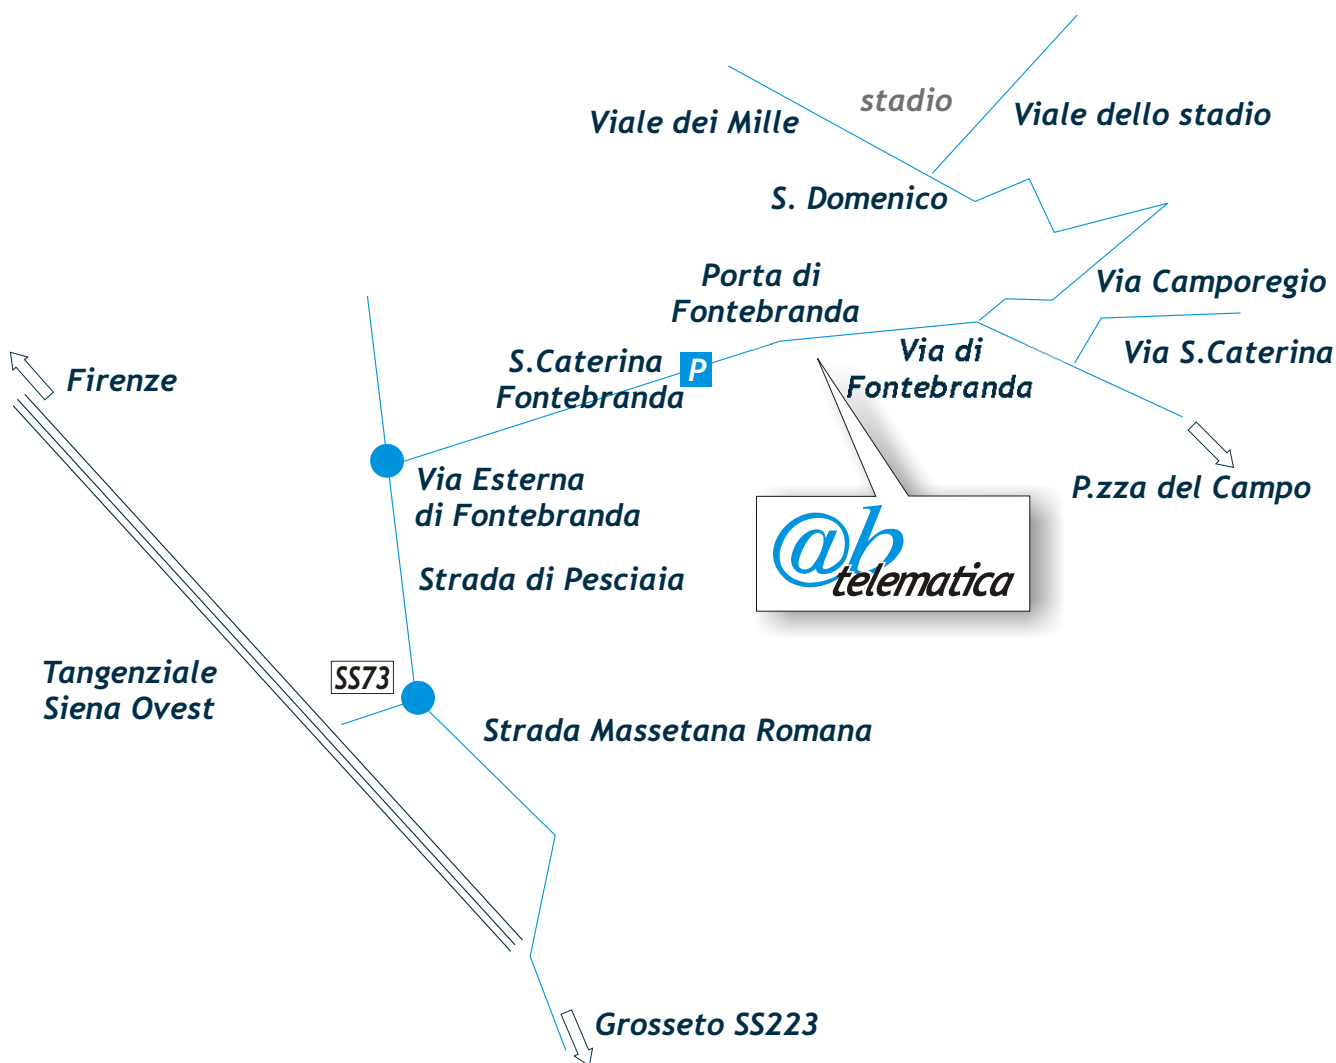 stadio
Viale dei Mille
Viale dello stadio
S. Domenico
Porta di
Fontebranda
Via Camporegio
S.Caterina
Fontebranda
P
Via di
Fontebranda
Via S.Caterina
Firenze
Via Esterna
di Fontebranda
P.zza del Campo
@b
telematica
Strada di Pesciaia
Tangenziale
Siena Ovest
SS73
Strada Massetana Romana
Grosseto SS223